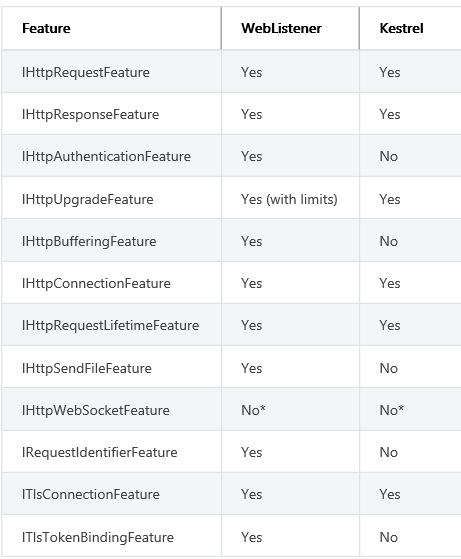 Feature WebListener Kestrel
IHttpRequestFeature Yes Yes
IHttpResponseFeature Yes Yes
IHttpAuthenticationFeature Yes No
IHttpUpgradeFeature Yes (with limits) Yes
IHttpBufferingFeature Yes No
IHttpConnectionFeature Yes Yes
IHttpRequestLifetimeFeature Yes Yes
IHttpSendFileFeature Yes No
IHttpWebSocketFeature No* No*
IRequestIdentifierFeature Yes No
ITlsConnectionFeature Yes Yes
ITlsTokenBindingFeature Yes No